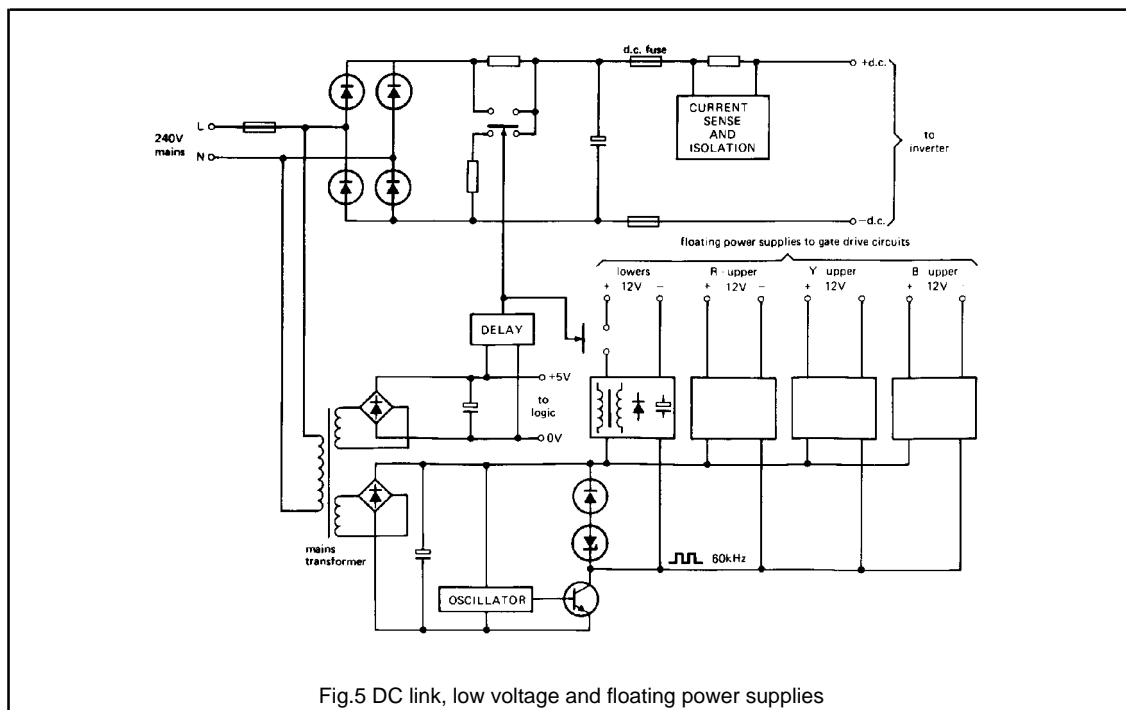 d.c. fuse
+d.c.
CURRENT
SENSE
AND
ISOLATION
L
240V
mains
N
to
inverter
−d.c.
floating power supplies to gate drive circuits
lowers
+ 12V −
R - upper
+ 12V −
Y - upper
+ 12V
B - upper
+ 12V -
DELAY
+5V
to
logic
0V
mains
transformer
60kHz
OSCILLATOR
Fig.5 DC link, low voltage and floating power supplies